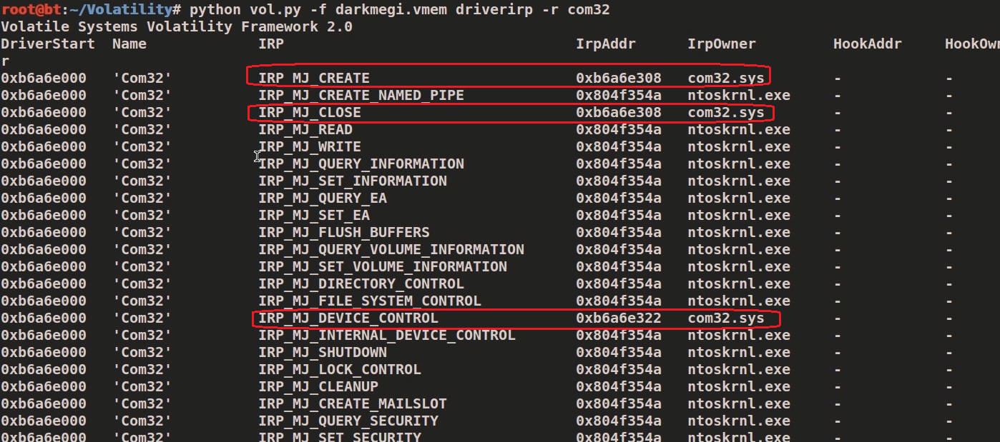 root@bt:~/Volatility# python vol.py -f darkmegi.vmem driverirp -r com32
Volatile Systems Volatility Framework 2.0
DriverStart  Name             IRP                                  IrpAddr      IrpOwner         HookAddr     HookOwn
r
0xb6a6e000   'Com32'          IRP_MJ_CREATE                        0xb6a6e308   com32.sys        -            -
0xb6a6e000   'Com32'          IRP_MJ_CREATE_NAMED_PIPE             0x804f354a   ntoskrnl.exe     -            -
0xb6a6e000   'Com32'          IRP_MJ_CLOSE                         0xb6a6e308   com32.sys        -            -
0xb6a6e000   'Com32'          IRP_MJ_READ                          0x804f354a   ntoskrnl.exe     -            -
0xb6a6e000   'Com32'          IRP_MJ_WRITE                         0x804f354a   ntoskrnl.exe     -            -
0xb6a6e000   'Com32'          IRP_MJ_QUERY_INFORMATION             0x804f354a   ntoskrnl.exe     -            -
0xb6a6e000   'Com32'          IRP_MJ_SET_INFORMATION               0x804f354a   ntoskrnl.exe     -            -
0xb6a6e000   'Com32'          IRP_MJ_QUERY_EA                      0x804f354a   ntoskrnl.exe     -            -
0xb6a6e000   'Com32'          IRP_MJ_SET_EA                        0x804f354a   ntoskrnl.exe     -            -
0xb6a6e000   'Com32'          IRP_MJ_FLUSH_BUFFERS                 0x804f354a   ntoskrnl.exe     -            -
0xb6a6e000   'Com32'          IRP_MJ_QUERY_VOLUME_INFORMATION      0x804f354a   ntoskrnl.exe     -            -
0xb6a6e000   'Com32'          IRP_MJ_SET_VOLUME_INFORMATION        0x804f354a   ntoskrnl.exe     -            -
0xb6a6e000   'Com32'          IRP_MJ_DIRECTORY_CONTROL             0x804f354a   ntoskrnl.exe     -            -
0xb6a6e000   'Com32'          IRP_MJ_FILE_SYSTEM_CONTROL           0x804f354a   ntoskrnl.exe     -            -
0xb6a6e000   'Com32'          IRP_MJ_DEVICE_CONTROL                0xb6a6e322   com32.sys        -            -
0xb6a6e000   'Com32'          IRP_MJ_INTERNAL_DEVICE_CONTROL       0x804f354a   ntoskrnl.exe     -            -
0xb6a6e000   'Com32'          IRP_MJ_SHUTDOWN                      0x804f354a   ntoskrnl.exe     -            -
0xb6a6e000   'Com32'          IRP_MJ_LOCK_CONTROL                  0x804f354a   ntoskrnl.exe     -            -
0xb6a6e000   'Com32'          IRP_MJ_CLEANUP                       0x804f354a   ntoskrnl.exe     -            -
0xb6a6e000   'Com32'          IRP_MJ_CREATE_MAILSLOT               0x804f354a   ntoskrnl.exe     -            -
0xb6a6e000   'Com32'          IRP_MJ_QUERY_SECURITY                0x804f354a   ntoskrnl.exe     -            -
0xb6a6e000   'Com32'          IRP_MJ_SET_SECURITY                  0x804f354a   ntoskrnl.exe     -            -